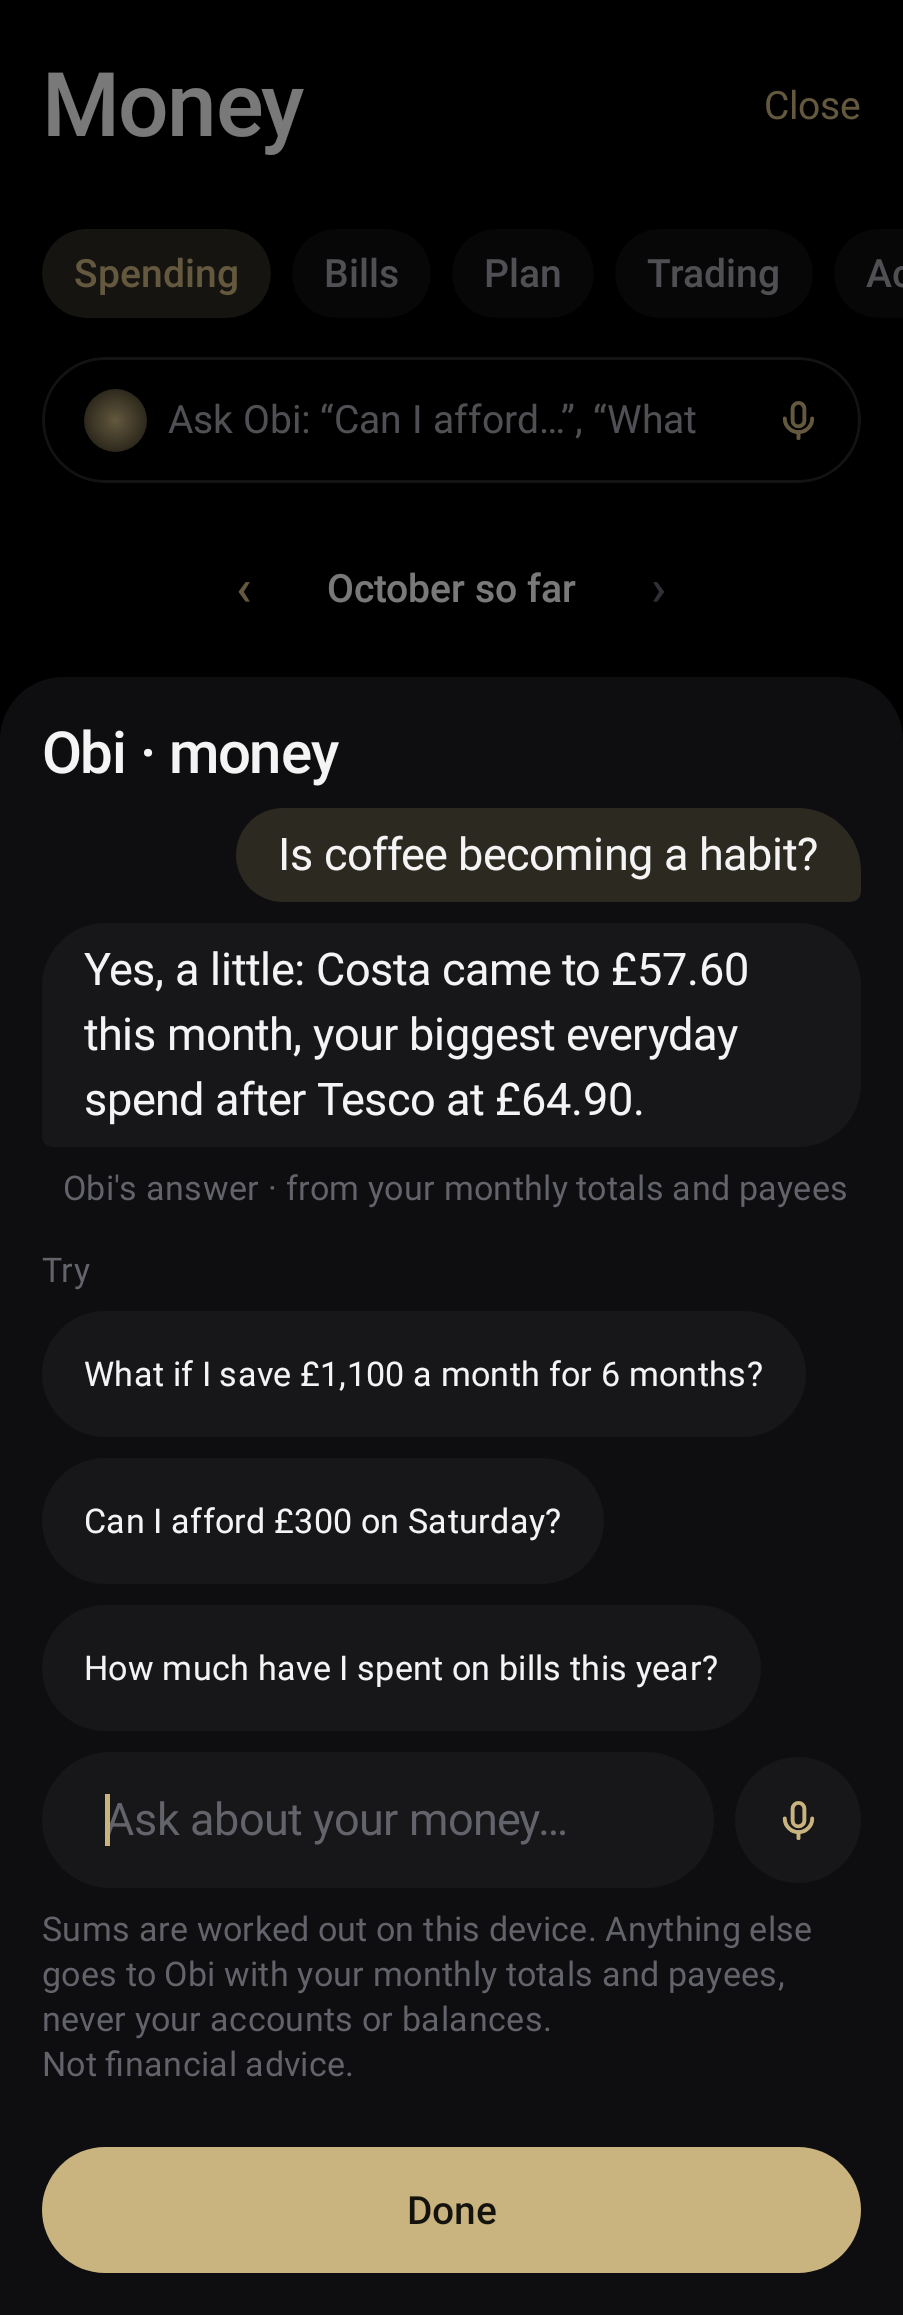 Money
Close
Spending
Bills
Plan
Trading
Ac
Ask Obi: “Can I afford…”, “What
‹ October so far ›
Obi · money
Is coffee becoming a habit?
Yes, a little: Costa came to £57.60
this month, your biggest everyday
spend after Tesco at £64.90.
Obi's answer · from your monthly totals and payees
Try
What if I save £1,100 a month for 6 months?
Can I afford £300 on Saturday?
How much have I spent on bills this year?
Ask about your money…
Sums are worked out on this device. Anything else
goes to Obi with your monthly totals and payees,
never your accounts or balances.
Not financial advice.
Done